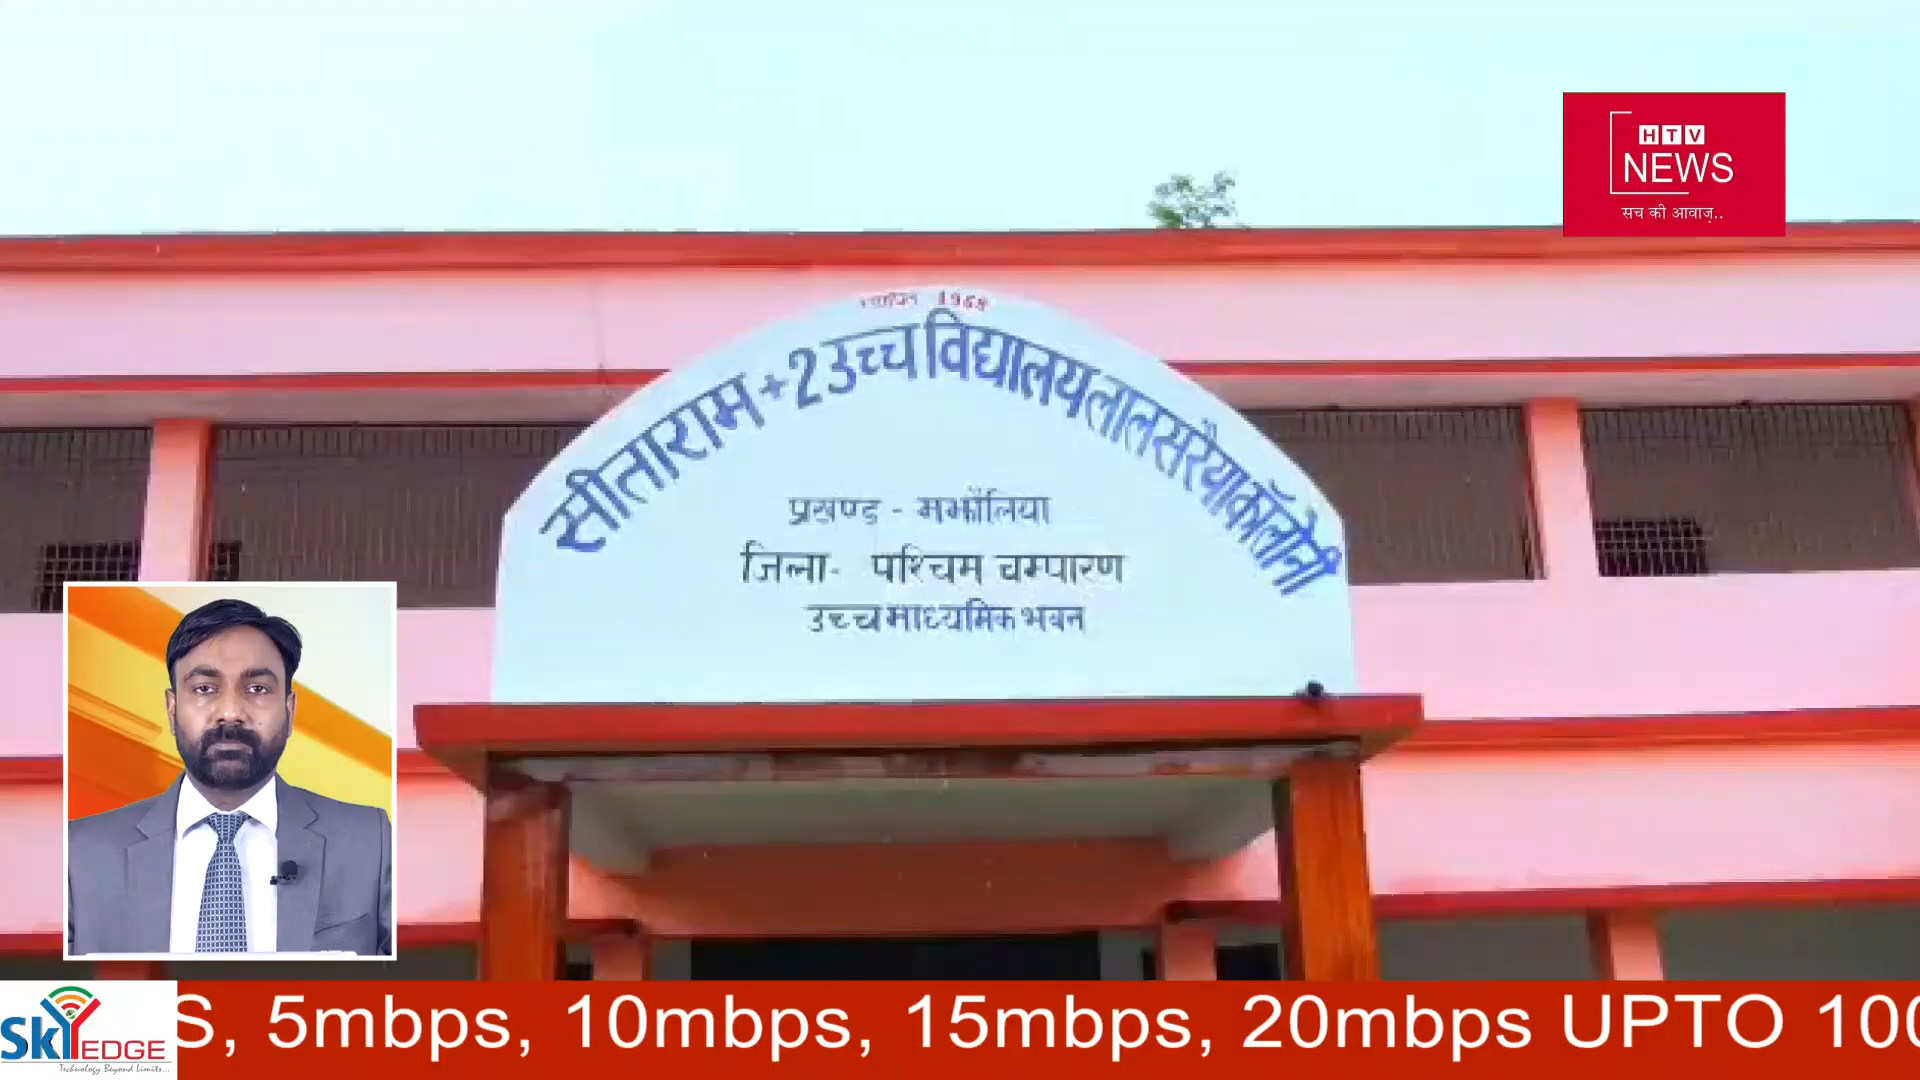 HTV
NEWS
सच की आवाज़..
1968
सीताराम +2 उच्च विद्यालय लालसरैया कॉलोनी
प्रखण्ड - मझौलिया
जिला- पश्चिम चम्पारण
उच्च माध्यमिक भवन
SKYEDGE
Technology Beyond Limits...
S, 5mbps, 10mbps, 15mbps, 20mbps UPTO 100